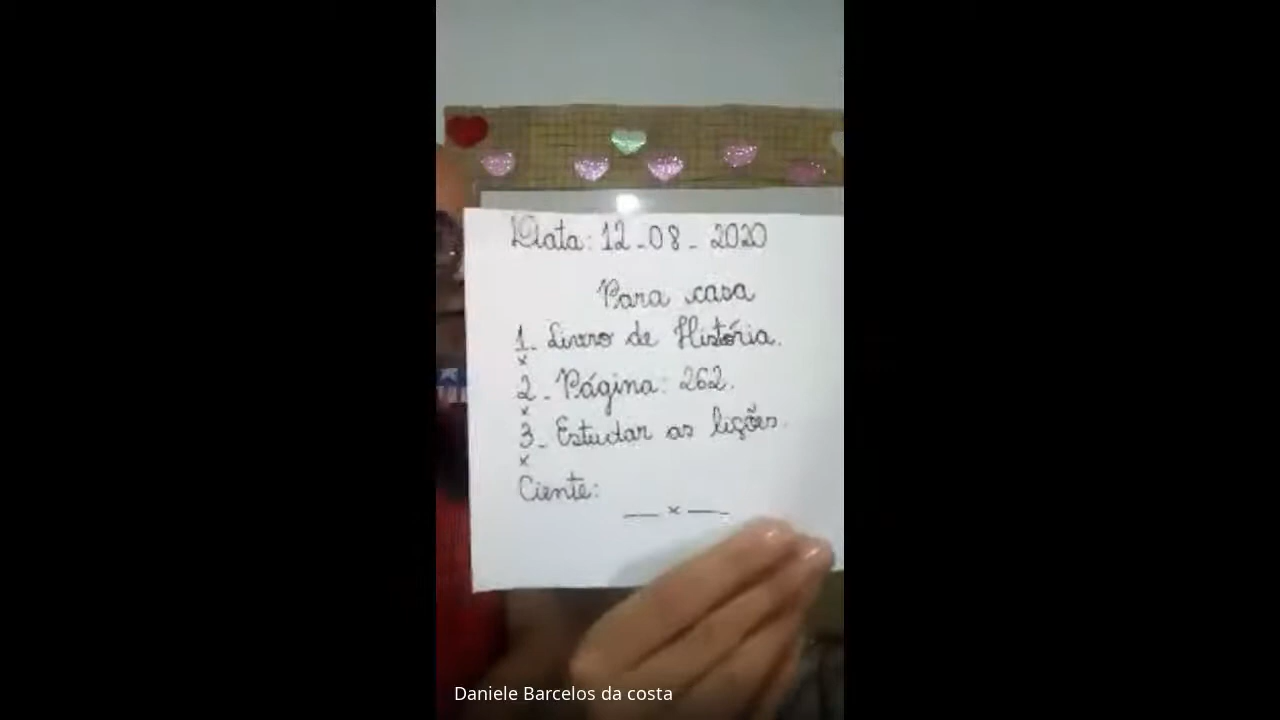 Data: 12-08-2020
Para casa
1- Livro de História.
x
2- Página: 262.
x
3- Estudar as lições.
x
Ciente:
— x —
Daniele Barcelos da costa